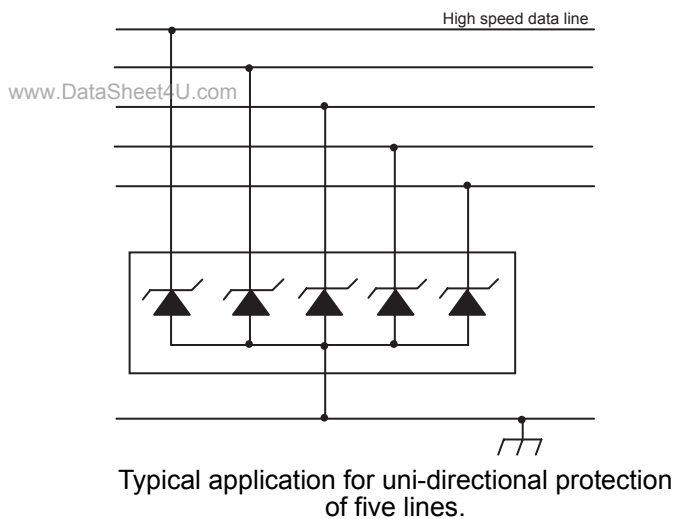 High speed data line
www.DataSheet4U.com
Typical application for uni-directional protection
of five lines.